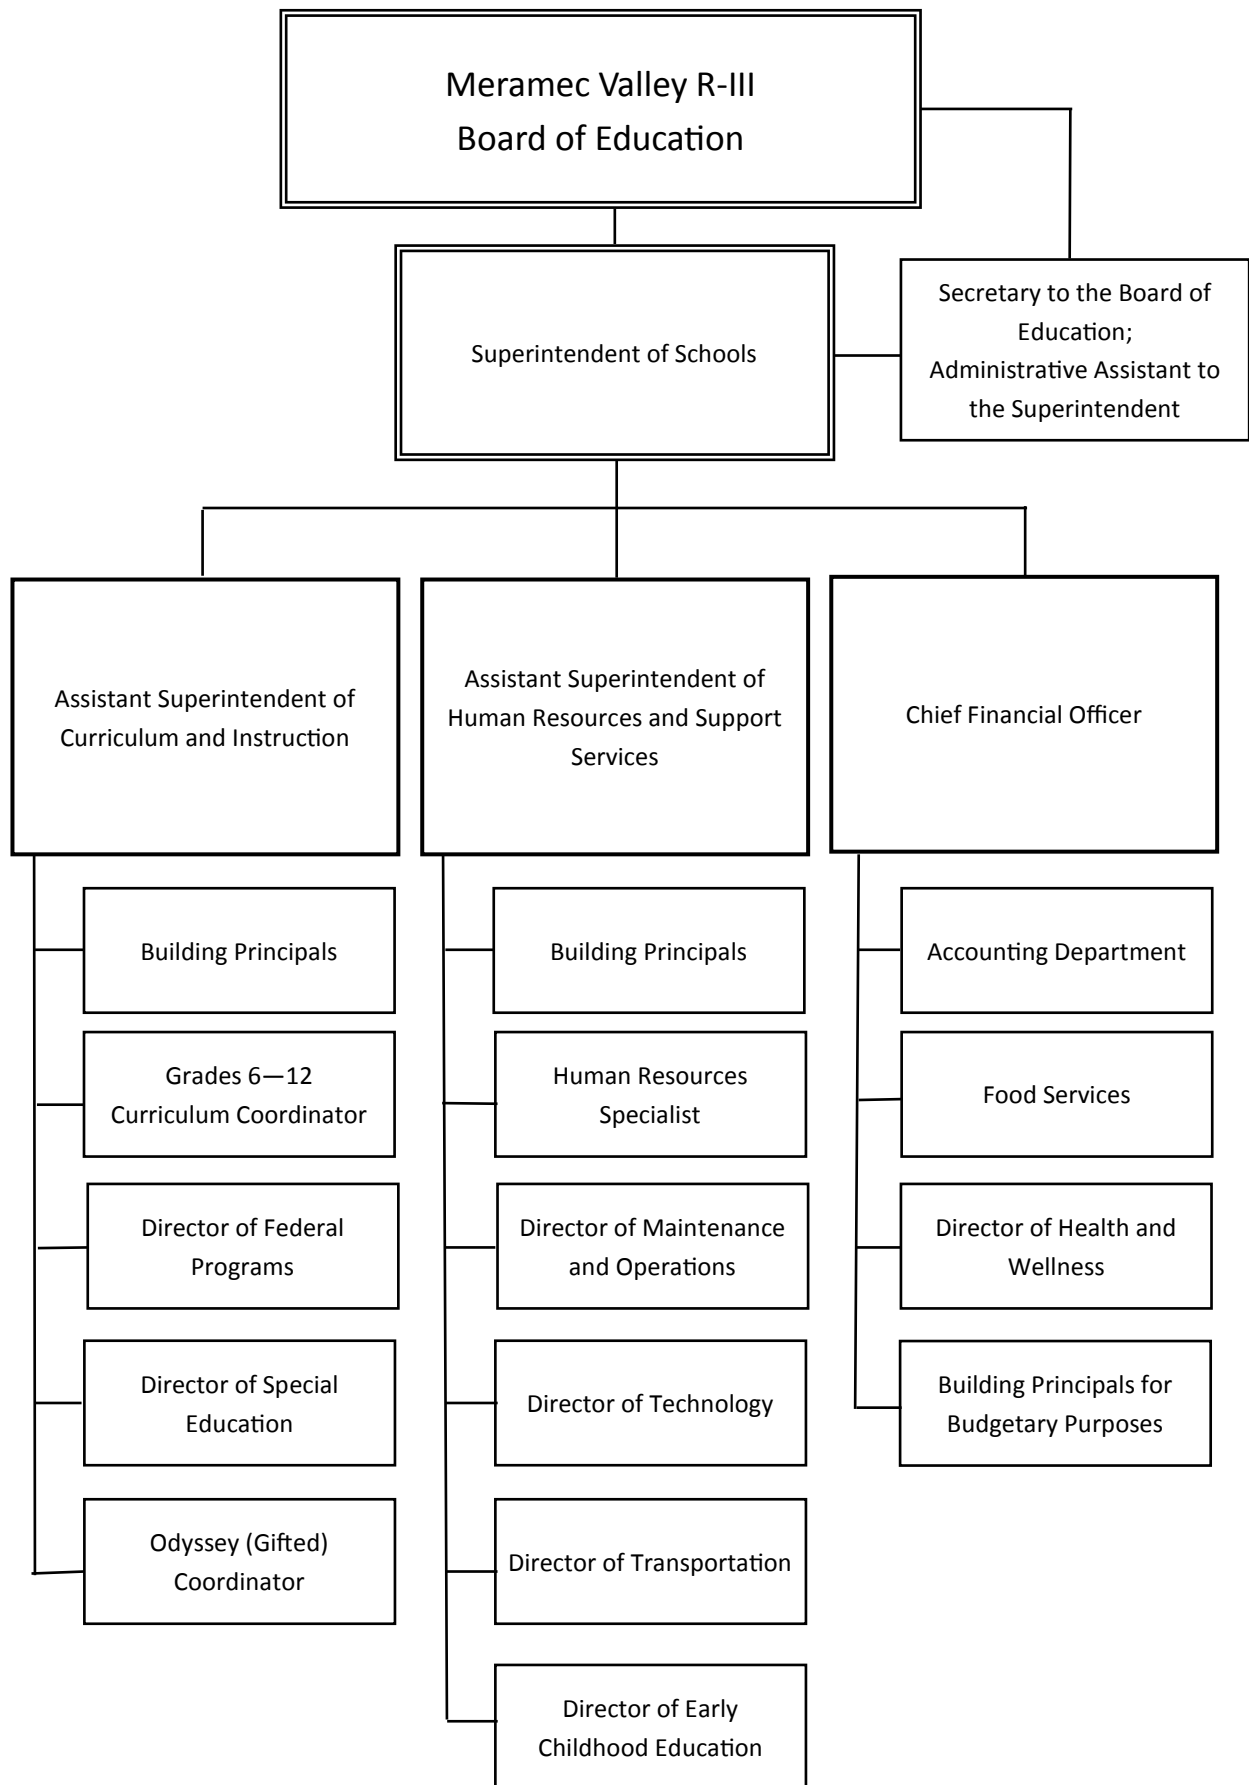 Meramec Valley R-III
Board of Education
Superintendent of Schools
Secretary to the Board of
Education;
Administrative Assistant to
the Superintendent
Assistant Superintendent of
Curriculum and Instruction
Assistant Superintendent of
Human Resources and Support
Services
Chief Financial Officer
Building Principals
Grades 6—12
Curriculum Coordinator
Director of Federal
Programs
Director of Special
Education
Odyssey (Gifted)
Coordinator
Building Principals
Human Resources
Specialist
Director of Maintenance
and Operations
Director of Technology
Director of Transportation
Director of Early
Childhood Education
Accounting Department
Food Services
Director of Health and
Wellness
Building Principals for
Budgetary Purposes